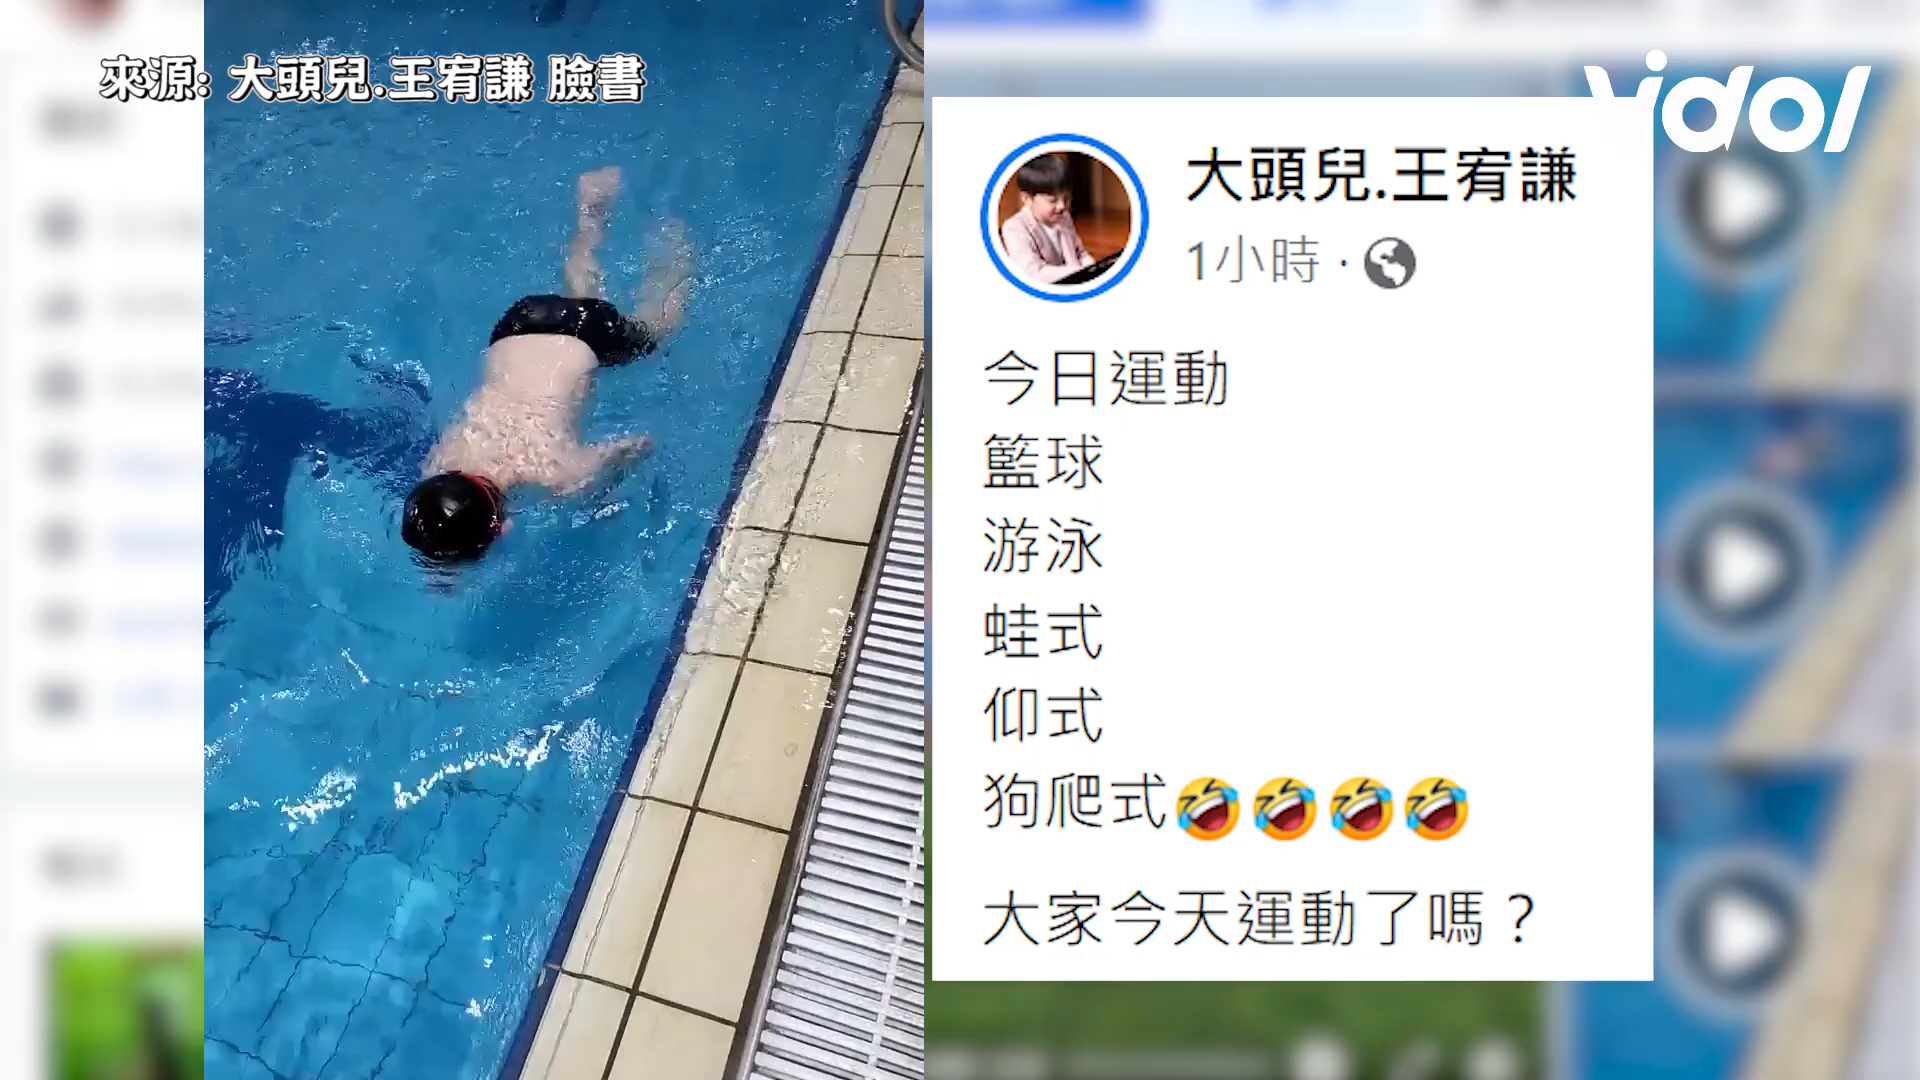 來源: 大頭兒.王宥謙 臉書
vidol
大頭兒.王宥謙
1小時 ·
今日運動
籃球
游泳
蛙式
仰式
狗爬式🤣🤣🤣🤣
大家今天運動了嗎？